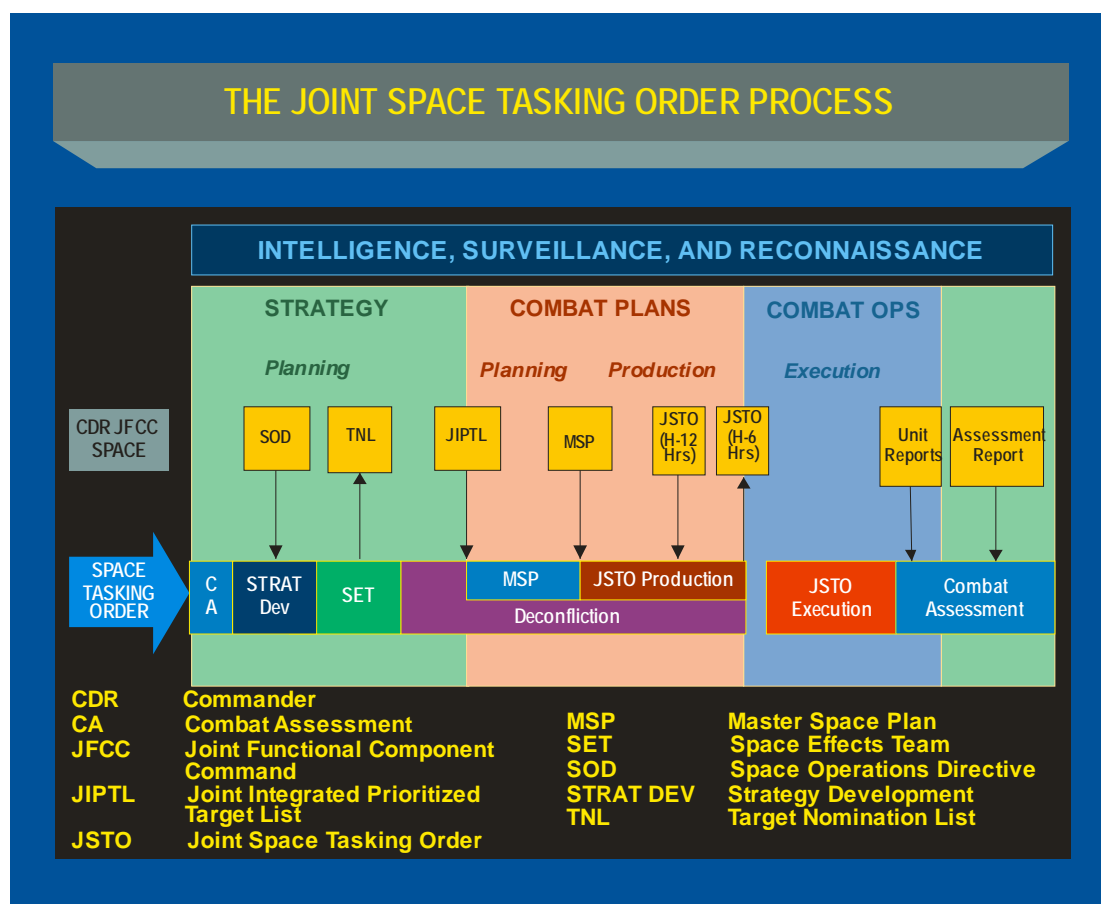 THE JOINT SPACE TASKING ORDER PROCESS
INTELLIGENCE, SURVEILLANCE, AND RECONNAISSANCE
STRATEGY
COMBAT PLANS
COMBAT OPS
Planning
Planning
Production
Execution
CDR JFCC
SPACE
SOD
TNL
JIPTL
MSP
JSTO
(H-12
Hrs)
JSTO
(H-6
Hrs)
Unit
Reports
Assessment
Report
SPACE
TASKING
ORDER
C
A
STRAT
Dev
SET
MSP
JSTO Production
Deconfliction
JSTO
Execution
Combat
Assessment
CDR Commander
CA Combat Assessment
JFCC Joint Functional Component
Command
JIPTL Joint Integrated Prioritized
Target List
JSTO Joint Space Tasking Order
MSP Master Space Plan
SET Space Effects Team
SOD Space Operations Directive
STRAT DEV Strategy Development
TNL Target Nomination List